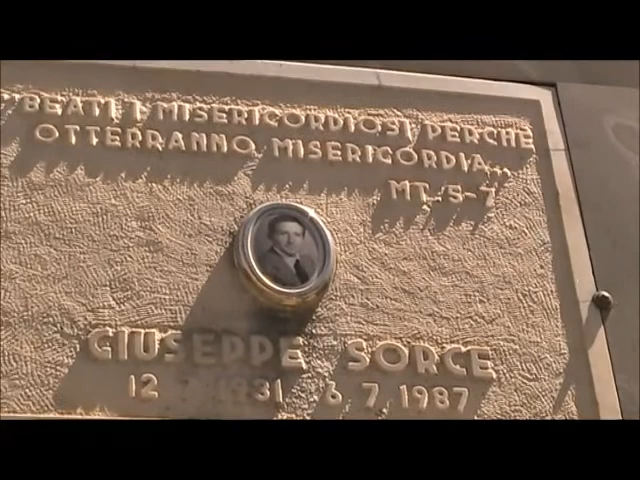 BEATI I MISERICORDIOSI PERCHE
OTTERRANNO MISERICORDIA...
MT-5-7
GIUSEPPE SORCE
12 7 1931 6 7 1987